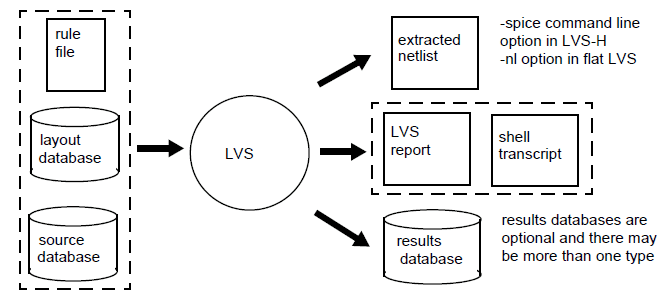 rule
file
layout
database
source
database
LVS
extracted
netlist
-spice command line
option in LVS-H
-nl option in flat LVS
LVS
report
shell
transcript
results
database
results databases are
optional and there may
be more than one type